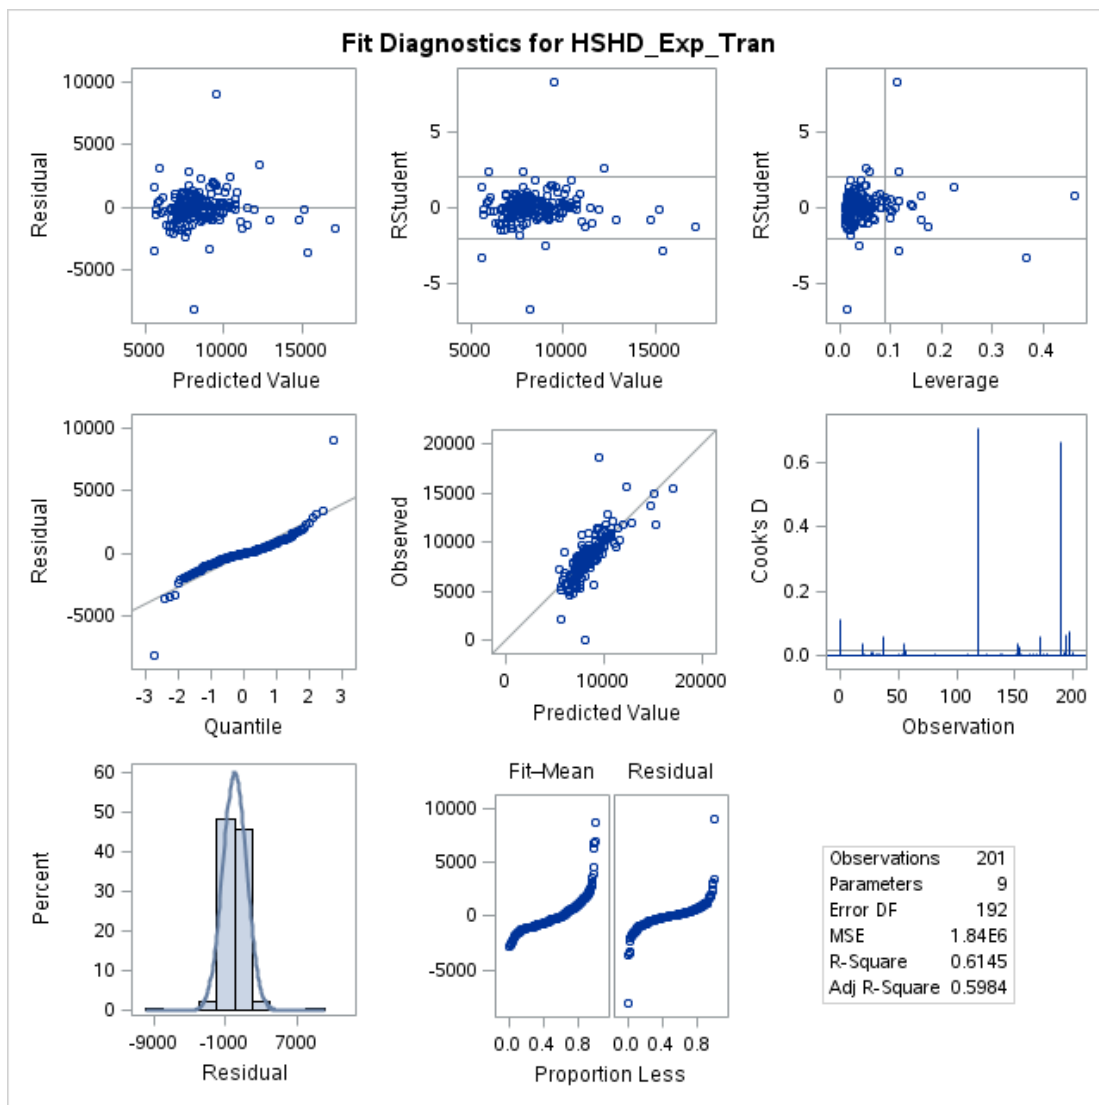 Fit Diagnostics for HSHD_Exp_Tran
Residual
10000
5000
0
-5000
5000 10000 15000
Predicted Value
RStudent
5
0
-5
5000 10000 15000
Predicted Value
RStudent
5
0
-5
0.0 0.1 0.2 0.3 0.4
Leverage
Residual
10000
5000
0
-5000
-3 -2 -1 0 1 2 3
Quantile
Observed
20000
15000
10000
5000
0
0 10000 20000
Predicted Value
Cook's D
0.6
0.4
0.2
0.0
0 50 100 150 200
Observation
Percent
60
50
40
30
20
10
0
-9000 -1000 7000
Residual
Fit–Mean Residual
10000
5000
0
-5000
0.0 0.4 0.8 0.0 0.4 0.8
Proportion Less
Observations 201
Parameters 9
Error DF 192
MSE 1.84E6
R-Square 0.6145
Adj R-Square 0.5984